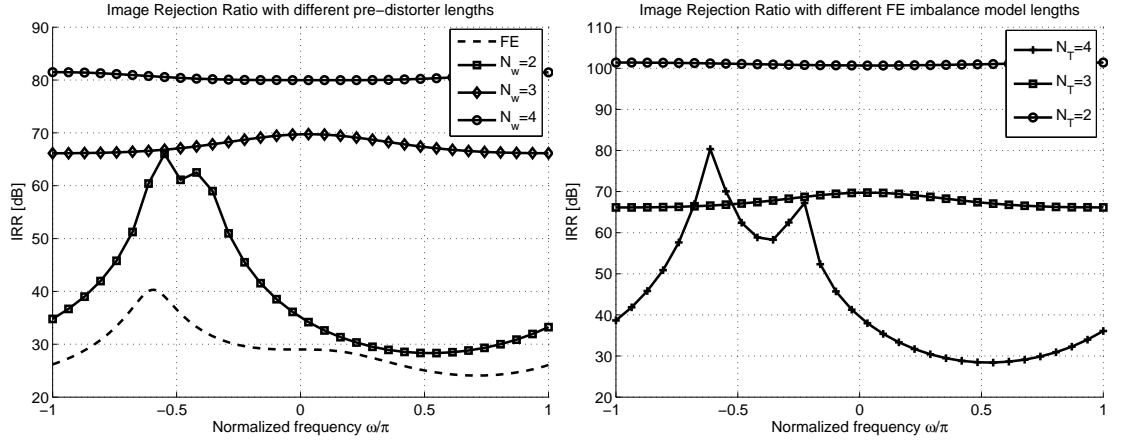 Image Rejection Ratio with different pre−distorter lengths
90
80
70
60
50
40
30
20
IRR [dB]
FE
N_w=2
N_w=3
N_w=4
−1
−0.5
0
0.5
1
Normalized frequency ω/π
Image Rejection Ratio with different FE imbalance model lengths
110
100
90
80
70
60
50
40
30
20
IRR [dB]
N_T=4
N_T=3
N_T=2
−1
−0.5
0
0.5
1
Normalized frequency ω/π